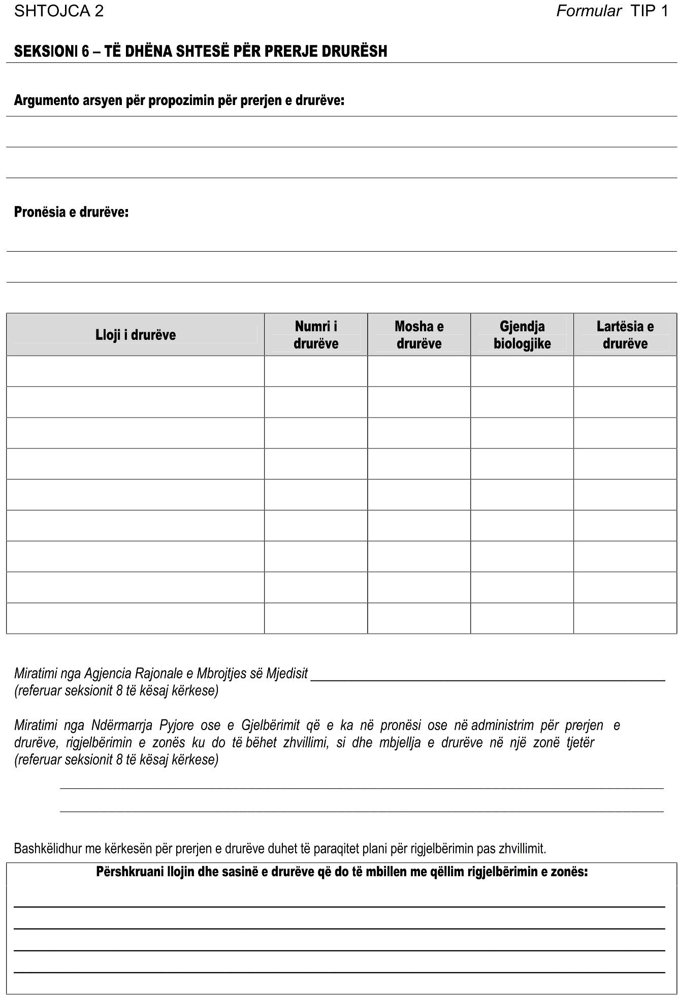 SHTOJCA 2 Formular TIP 1
SEKSIONI 6 – TË DHËNA SHTESË PËR PRERJE DRURËSH
Argumento arsyen për propozimin për prerjen e drurëve:
Pronësia e drurëve:
Lloji i drurëve
Numri i
drurëve
Mosha e
drurëve
Gjendja
biologjike
Lartësia e
drurëve
Miratimi nga Agjencia Rajonale e Mbrojtjes së Mjedisit
(referuar seksionit 8 të kësaj kërkese)
Miratimi nga Ndërmarrja Pyjore ose e Gjelbërimit që e ka në pronësi ose në administrim për prerjen e
drurëve, rigjelbërimin e zonës ku do të bëhet zhvillimi, si dhe mbjellja e drurëve në një zonë tjetër
(referuar seksionit 8 të kësaj kërkese)
Bashkëlidhur me kërkesën për prerjen e drurëve duhet të paraqitet plani për rigjelbërimin pas zhvillimit.
Përshkruani llojin dhe sasinë e drurëve që do të mbillen me qëllim rigjelbërimin e zonës: